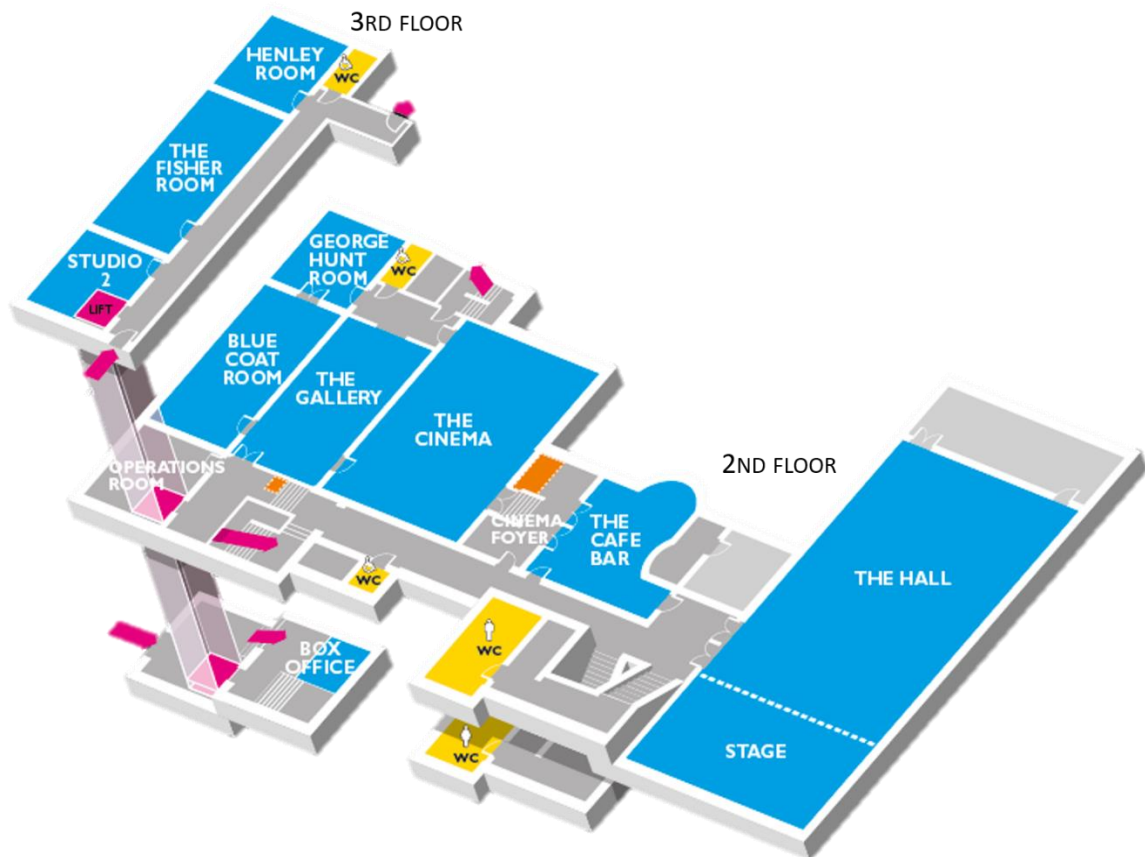 3RD FLOOR
HENLEY
ROOM
WC
THE
FISHER
ROOM
STUDIO
2
LIFT
GEORGE
HUNT
ROOM
WC
BLUE
COAT
ROOM
THE
GALLERY
THE
CINEMA
2ND FLOOR
OPERATIONS
ROOM
CINEMA
FOYER
THE
CAFE
BAR
THE HALL
WC
BOX
OFFICE
WC
STAGE
WC